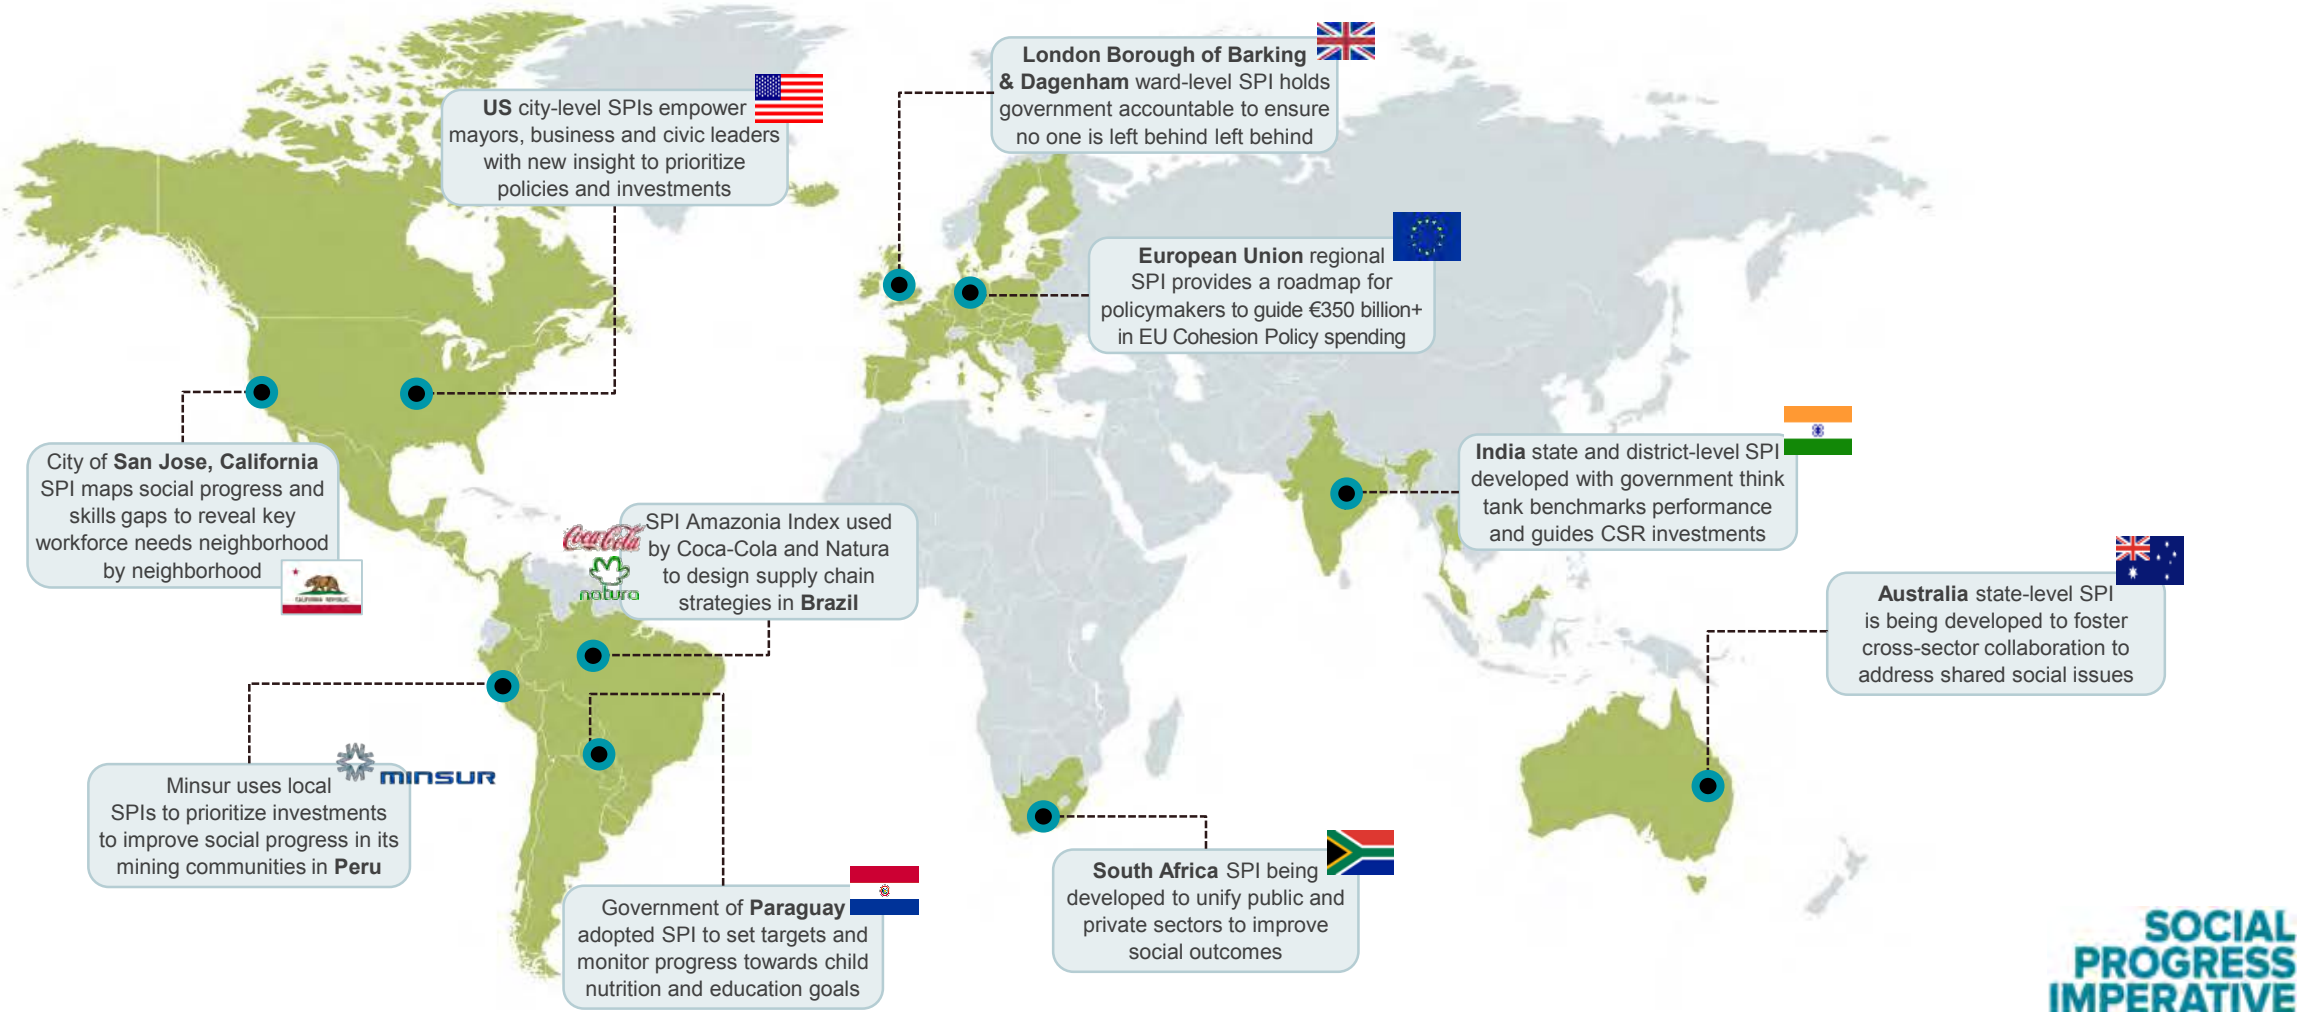 US city-level SPIs empower
mayors, business and civic leaders
with new insight to prioritize
policies and investments
London Borough of Barking
& Dagenham ward-level SPI holds
government accountable to ensure
no one is left behind left behind
European Union regional
SPI provides a roadmap for
policymakers to guide €350 billion+
in EU Cohesion Policy spending
City of San Jose, California
SPI maps social progress and
skills gaps to reveal key
workforce needs neighborhood
by neighborhood
CALIFORNIA REPUBLIC
Coca-Cola
natura
SPI Amazonia Index used
by Coca-Cola and Natura
to design supply chain
strategies in Brazil
India state and district-level SPI
developed with government think
tank benchmarks performance
and guides CSR investments
Australia state-level SPI
is being developed to foster
cross-sector collaboration to
address shared social issues
MINSUR
Minsur uses local
SPIs to prioritize investments
to improve social progress in its
mining communities in Peru
Government of Paraguay
adopted SPI to set targets and
monitor progress towards child
nutrition and education goals
South Africa SPI being
developed to unify public and
private sectors to improve
social outcomes
SOCIAL
PROGRESS
IMPERATIVE